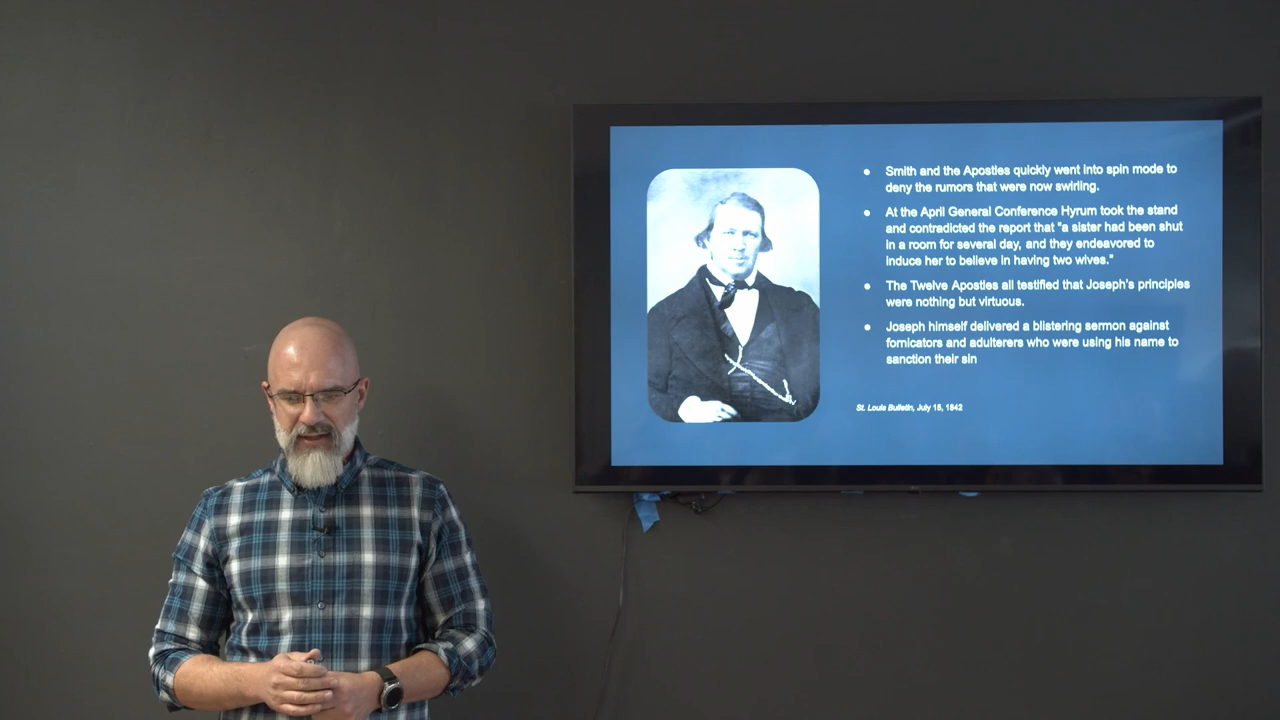 Smith and the Apostles quickly went into spin mode to
deny the rumors that were now swirling.
At the April General Conference Hyrum took the stand
and contradicted the report that "a sister had been shut
in a room for several day, and they endeavored to
induce her to believe in having two wives."
The Twelve Apostles all testified that Joseph's principles
were nothing but virtuous.
Joseph himself delivered a blistering sermon against
fornicators and adulterers who were using his name to
sanction their sin
St. Louis Bulletin, July 15, 1842